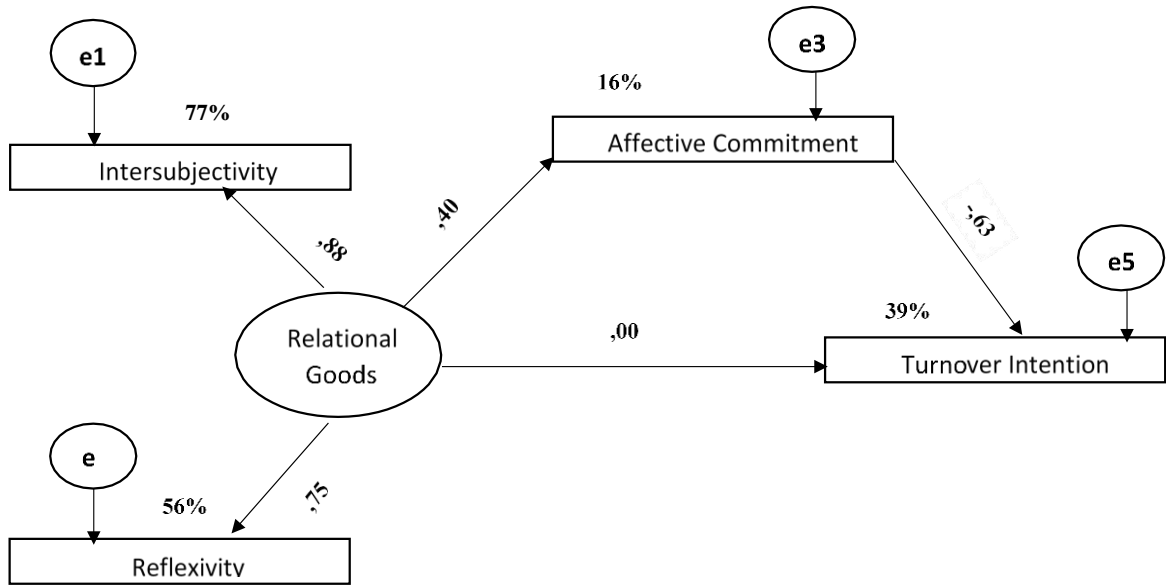 e1
e3
16%
77%
Affective Commitment
Intersubjectivity
,40
-,63
,88
e5
39%
,00
Relational
Goods
Turnover Intention
e
,75
56%
Reflexivity